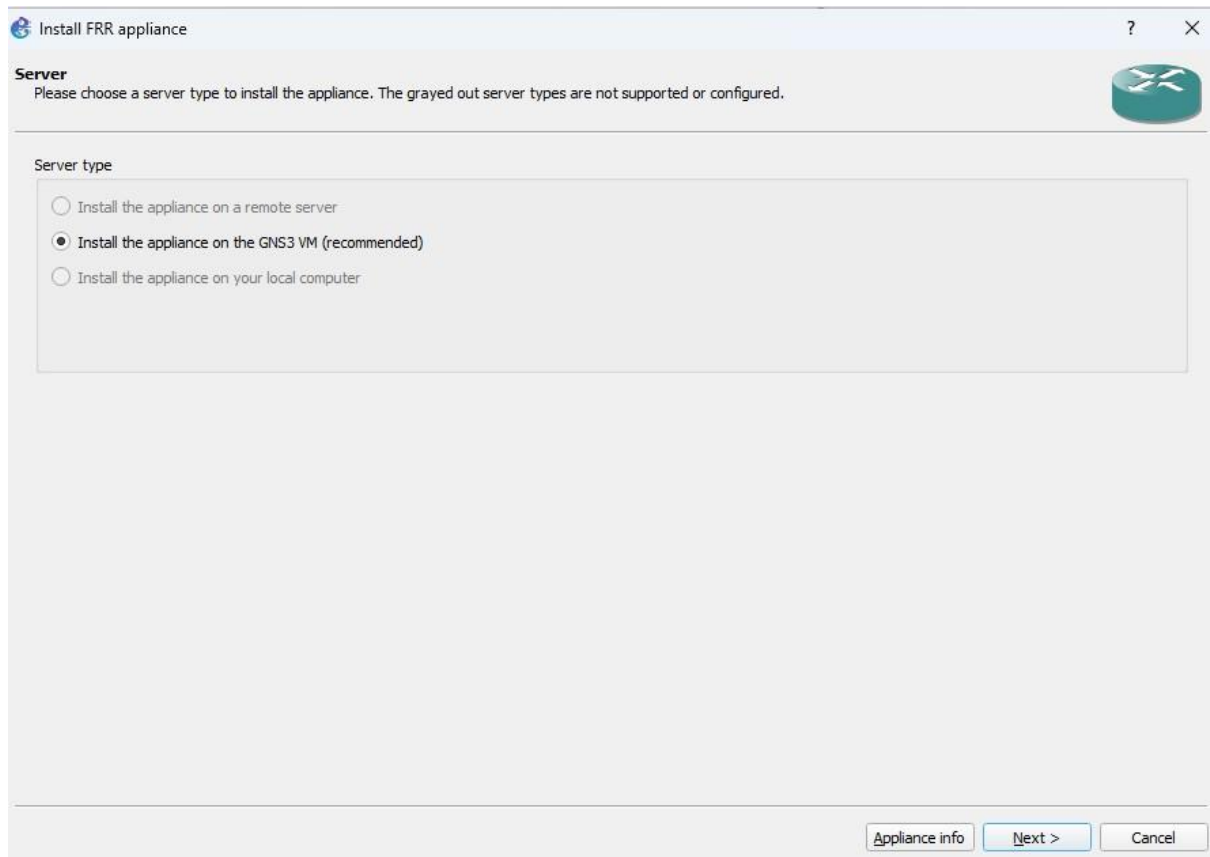 Install FRR appliance
?
Server
Please choose a server type to install the appliance. The grayed out server types are not supported or configured.
Server type
Install the appliance on a remote server
Install the appliance on the GNS3 VM (recommended)
Install the appliance on your local computer
Appliance info
Next >
Cancel